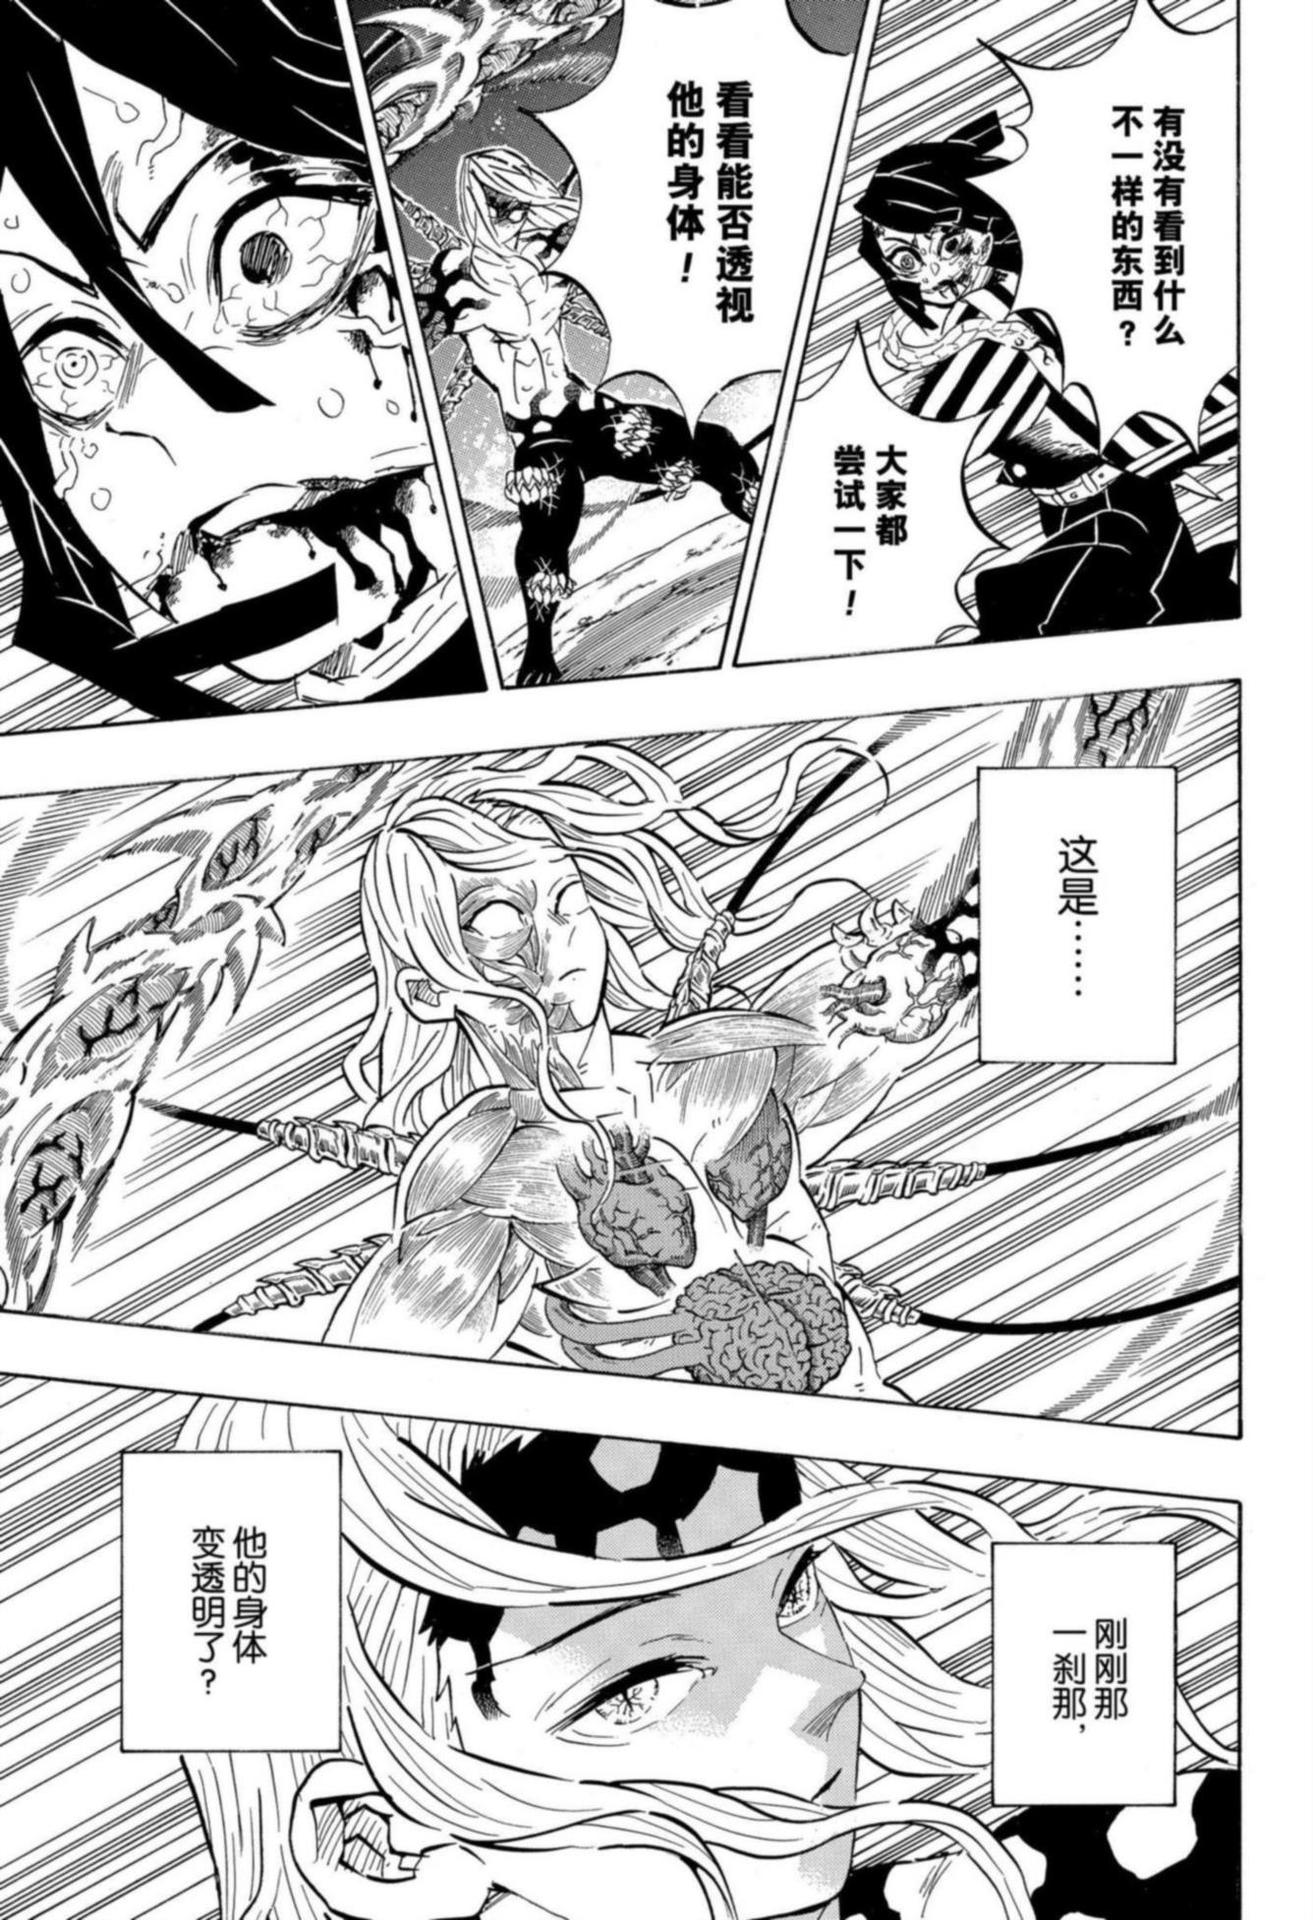 有没有看到什么
不一样的东西？
大家都
尝试一下！
看看能否透视
他的身体！
这是……
刚刚那
一刹那，
他的身体
变透明了？